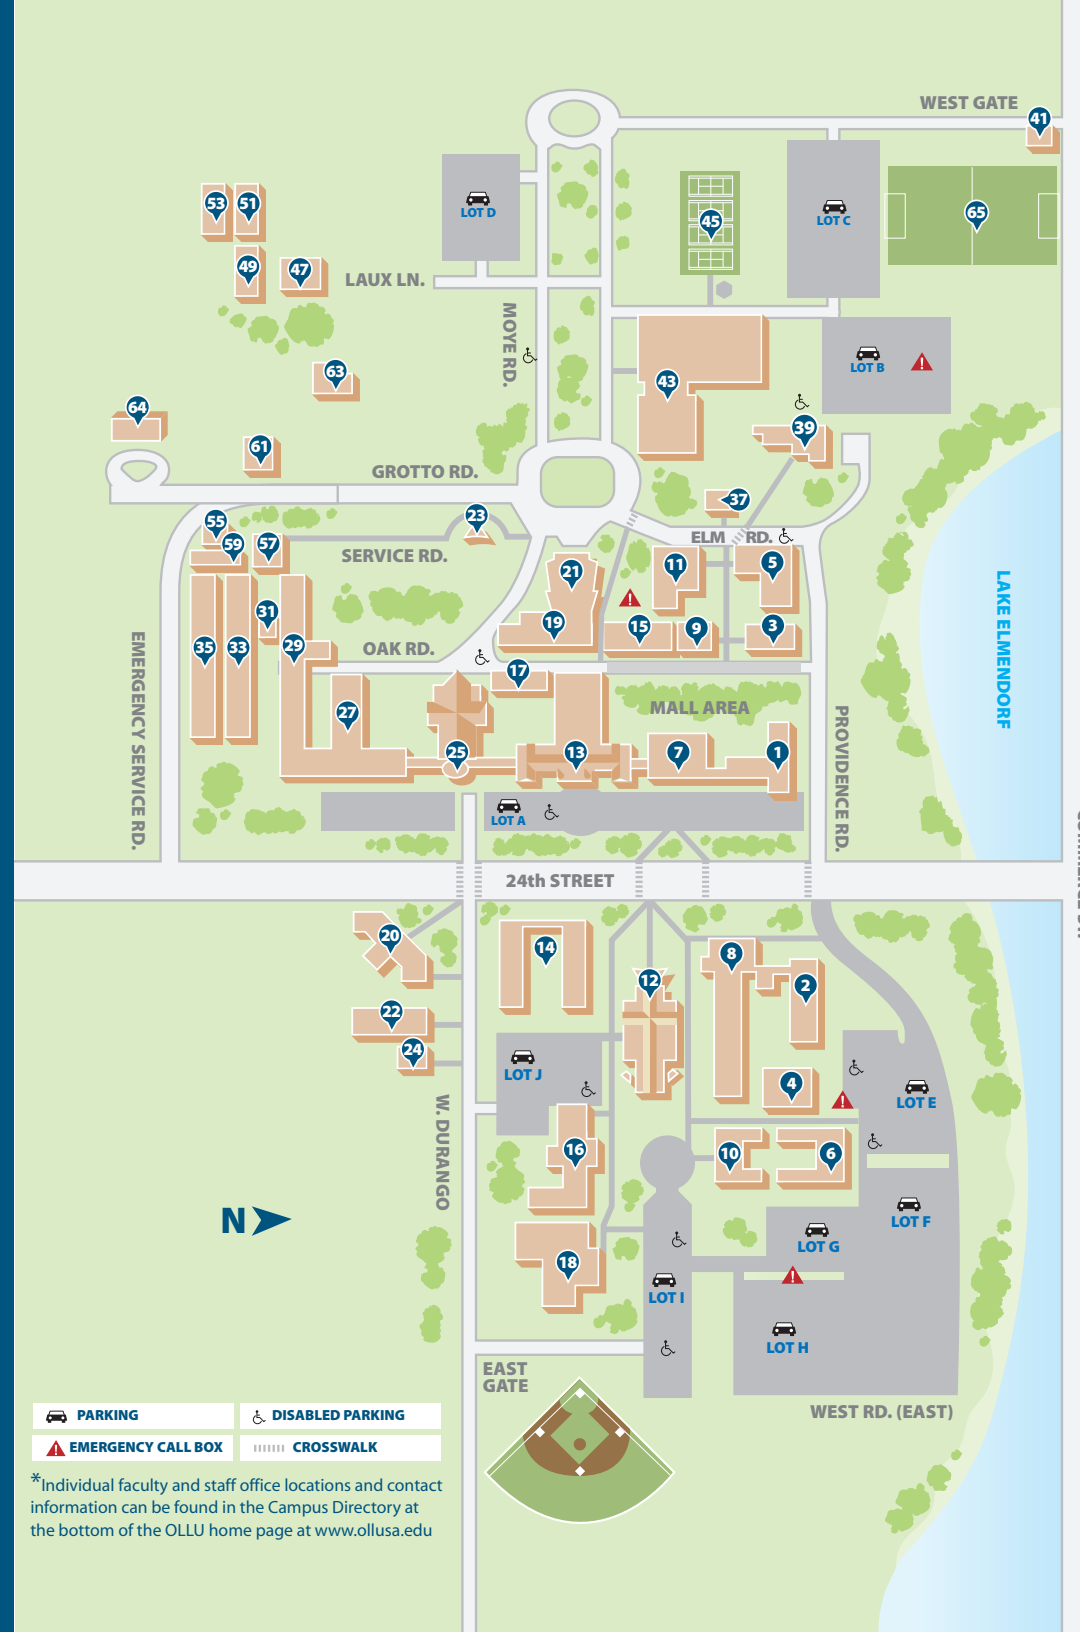 WEST GATE
41
53
51
LOT D
45
LOT C
65
49
47
LAUX LN.
MOYE RD.
63
43
LOT B
64
39
61
GROTTO RD.
37
55
23
59
57
SERVICE RD.
ELM RD.
21
11
5
LAKE ELMENDORF
31
19
15
9
3
35
33
29
OAK RD.
17
EMERGENCY SERVICE RD.
27
MALL AREA
PROVIDENCE RD.
25
13
7
1
LOT A
24th STREET
20
14
8
12
2
22
24
LOT J
4
LOT E
W. DURANGO
16
10
6
N
LOT F
LOT G
18
LOT I
LOT H
EAST
GATE
WEST RD. (EAST)
PARKING
DISABLED PARKING
EMERGENCY CALL BOX
CROSSWALK
*Individual faculty and staff office locations and contact
information can be found in the Campus Directory at
the bottom of the OLLU home page at www.ollusa.edu